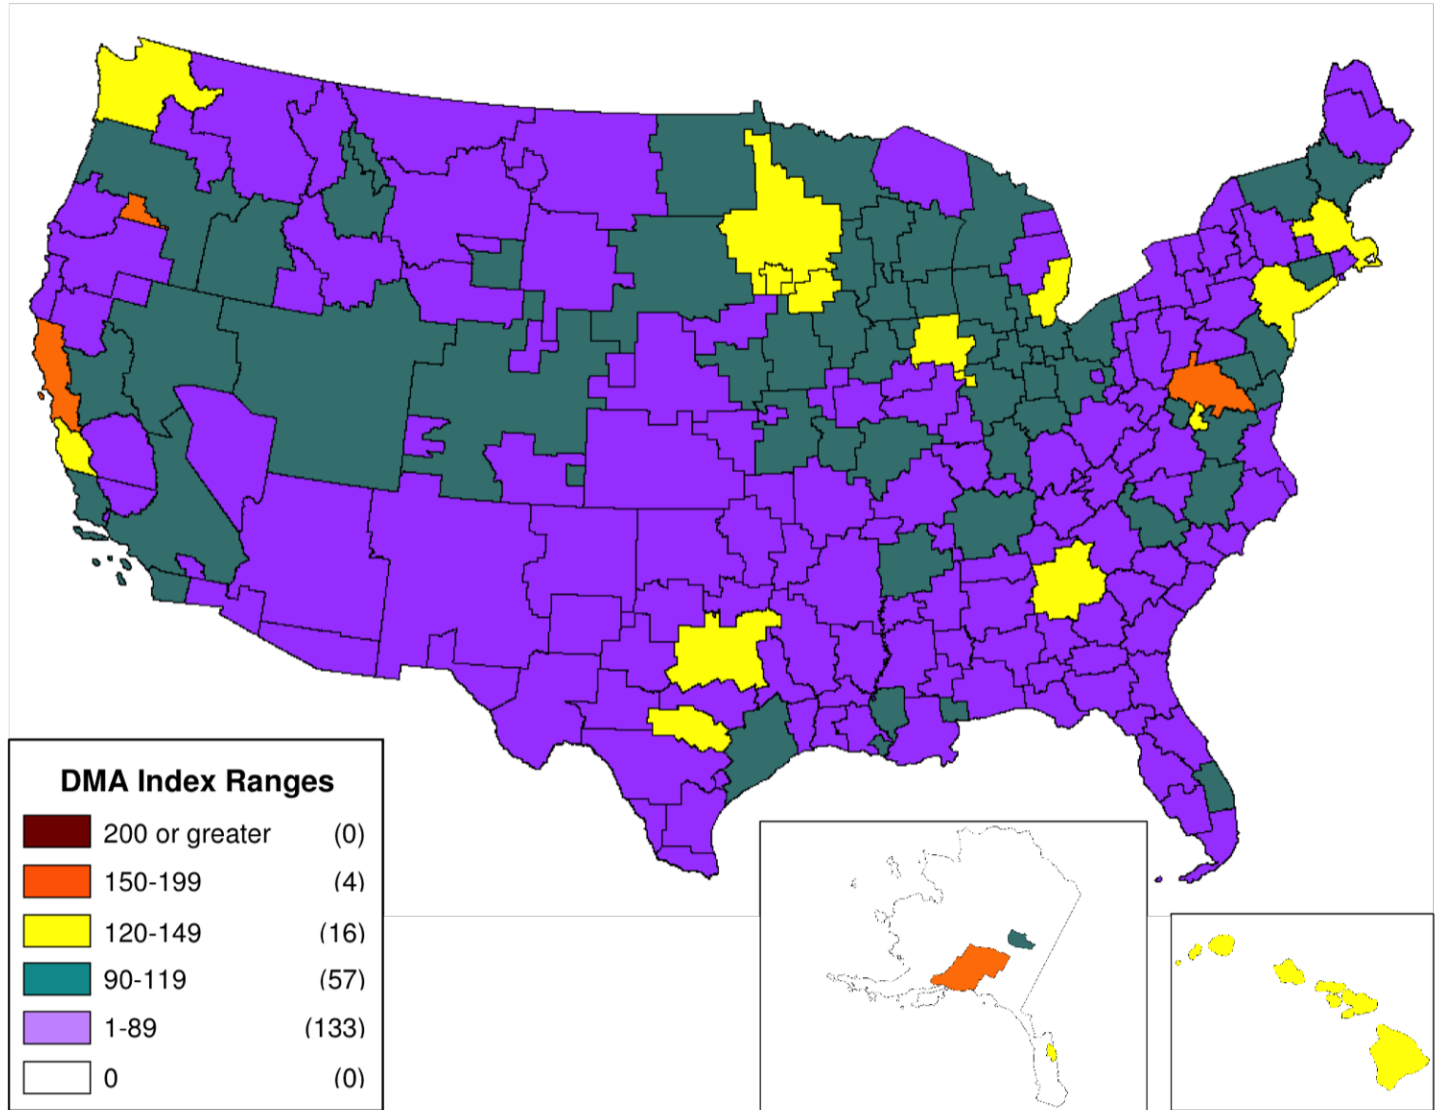 DMA Index Ranges
200 or greater (0)
150-199 (4)
120-149 (16)
90-119 (57)
1-89 (133)
0 (0)